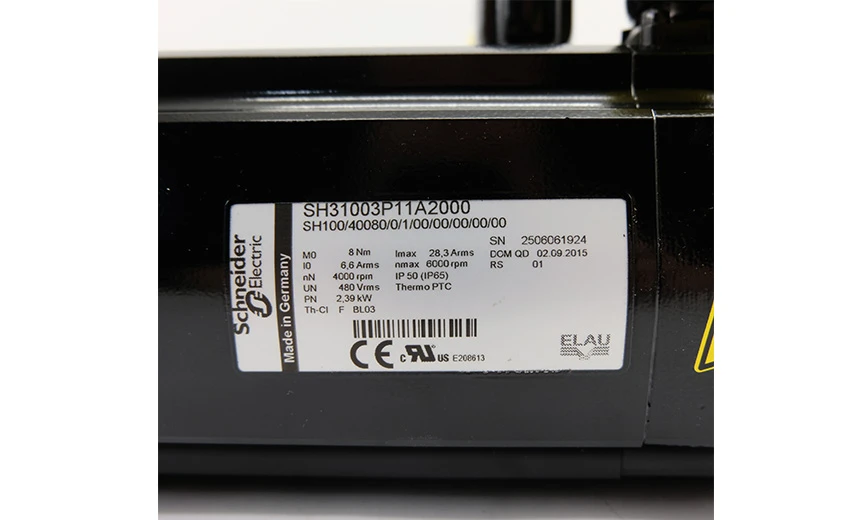 Schneider
Electric
Made in Germany
SH31003P11A2000
SH100/40080/0/1/00/00/00/00/00
SN 2506061924
M0 8 Nm Imax 28,3 Arms DCM QD 02.09.2015
I0 6,6 Arms nmax 6000 rpm RS 01
nN 4000 rpm IP 50 (IP65)
UN 480 Vrms Thermo PTC
PN 2,39 kW
Th-Cl F BL03
CE c RU US E208613
ELAU